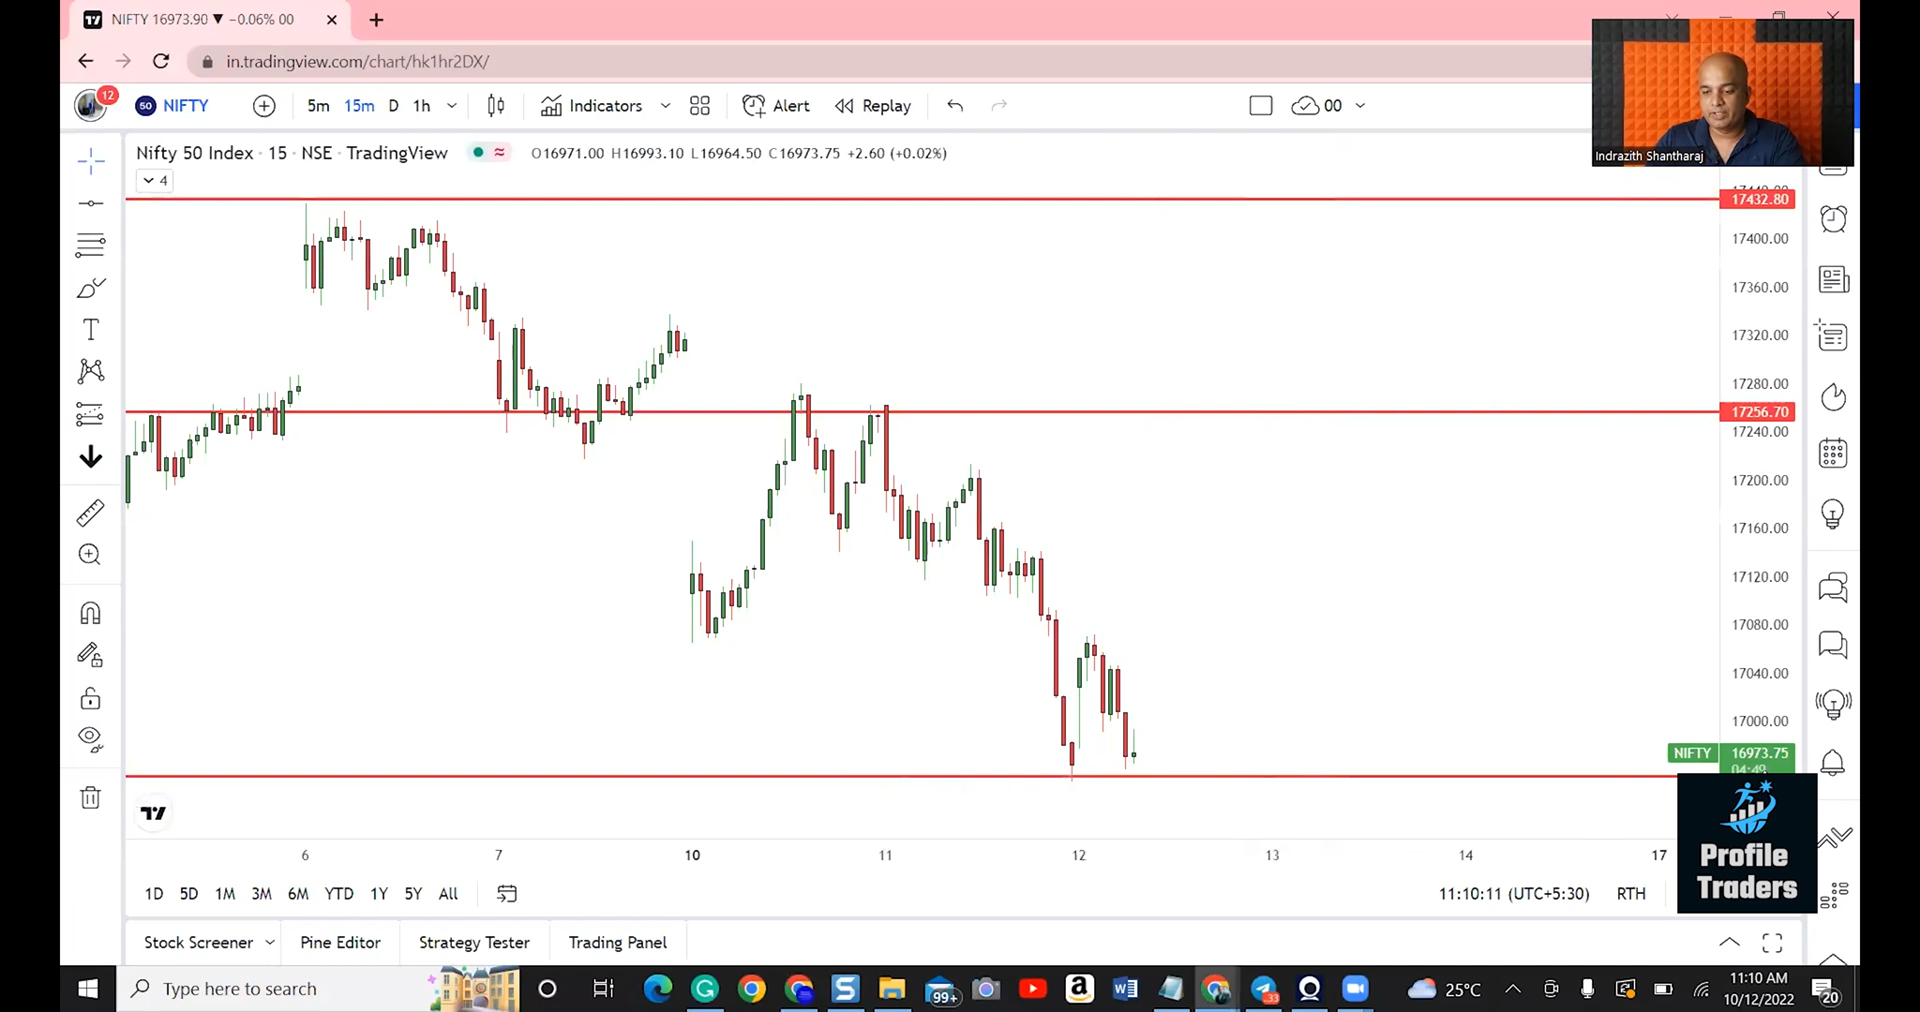 NIFTY 16973.90 ▼ −0.06% 00
in.tradingview.com/chart/hk1hr2DX/
12
50 NIFTY
5m 15m D 1h
Indicators
Alert
Replay
00
Indrazith Shantharaj
Nifty 50 Index · 15 · NSE · TradingView
O16971.00 H16993.10 L16964.50 C16973.75 +2.60 (+0.02%)
4
17432.80
17400.00
17360.00
17320.00
17280.00
17256.70
17240.00
17200.00
17160.00
17120.00
17080.00
17040.00
17000.00
NIFTY 16973.75
04:49
6 7 10 11 12 13 14 17
Profile
Traders
1D 5D 1M 3M 6M YTD 1Y 5Y All
11:10:11 (UTC+5:30) RTH
Stock Screener Pine Editor Strategy Tester Trading Panel
Type here to search
99+
33
25°C
11:10 AM
10/12/2022
20